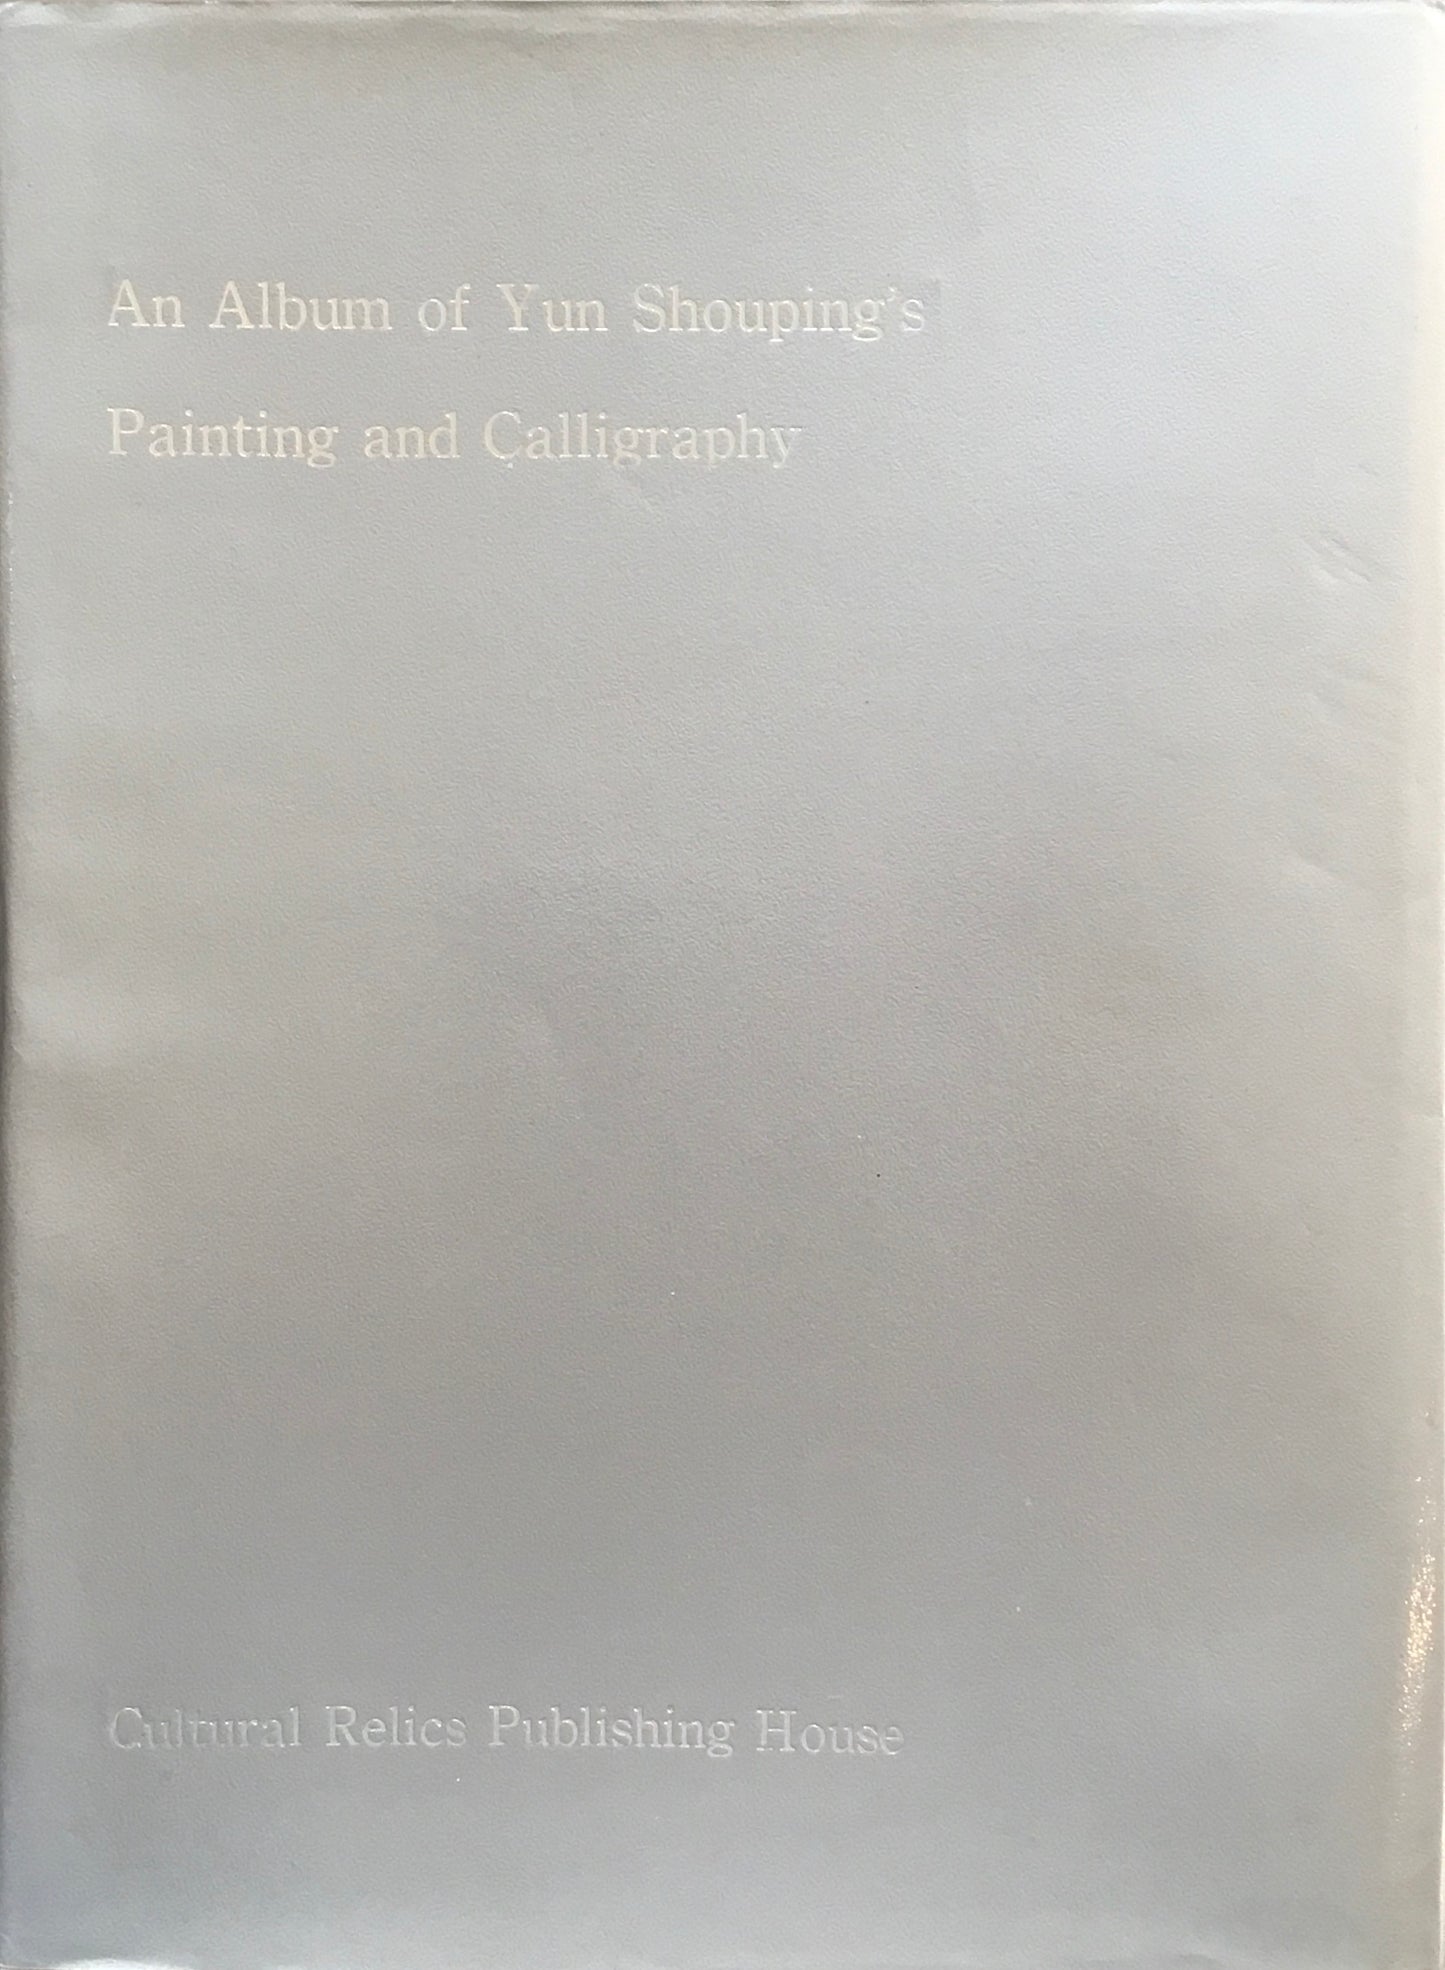 An Album of Yun Shouping's
Painting and Calligraphy
Cultural Relics Publishing House